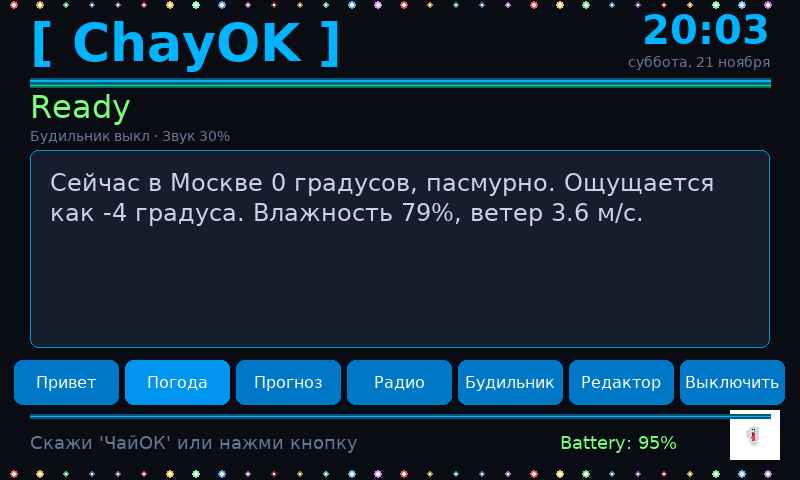 [ ChayOK ]
20:03
суббота, 21 ноября
Ready
Будильник выкл · Звук 30%
Сейчас в Москве 0 градусов, пасмурно. Ощущается
как -4 градуса. Влажность 79%, ветер 3.6 м/с.
Привет
Погода
Прогноз
Радио
Будильник
Редактор
Выключить
Скажи 'ЧайОК' или нажми кнопку
Battery: 95%